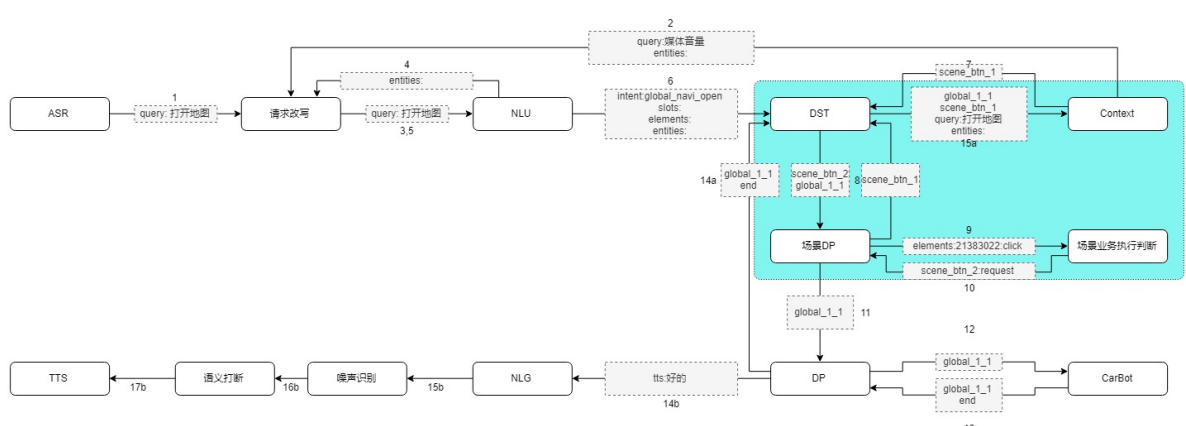 2
query:媒体音量
entities:
4
entities:
7
scene_btn_1
1
ASR
query: 打开地图
请求改写
query: 打开地图
3,5
NLU
6
intent:global_navi_open
slots:
elements:
entities:
DST
global_1_1
scene_btn_1
query:打开地图
entities:
15a
Context
14a
global_1_1
end
scene_btn_2
global_1_1
8
scene_btn_1
场景DP
9
elements:21383022:click
场景业务执行判断
scene_btn_2:request
10
global_1_1
11
12
global_1_1
TTS
17b
语义打断
16b
噪声识别
15b
NLG
tts:好的
14b
DP
CarBot
global_1_1
end